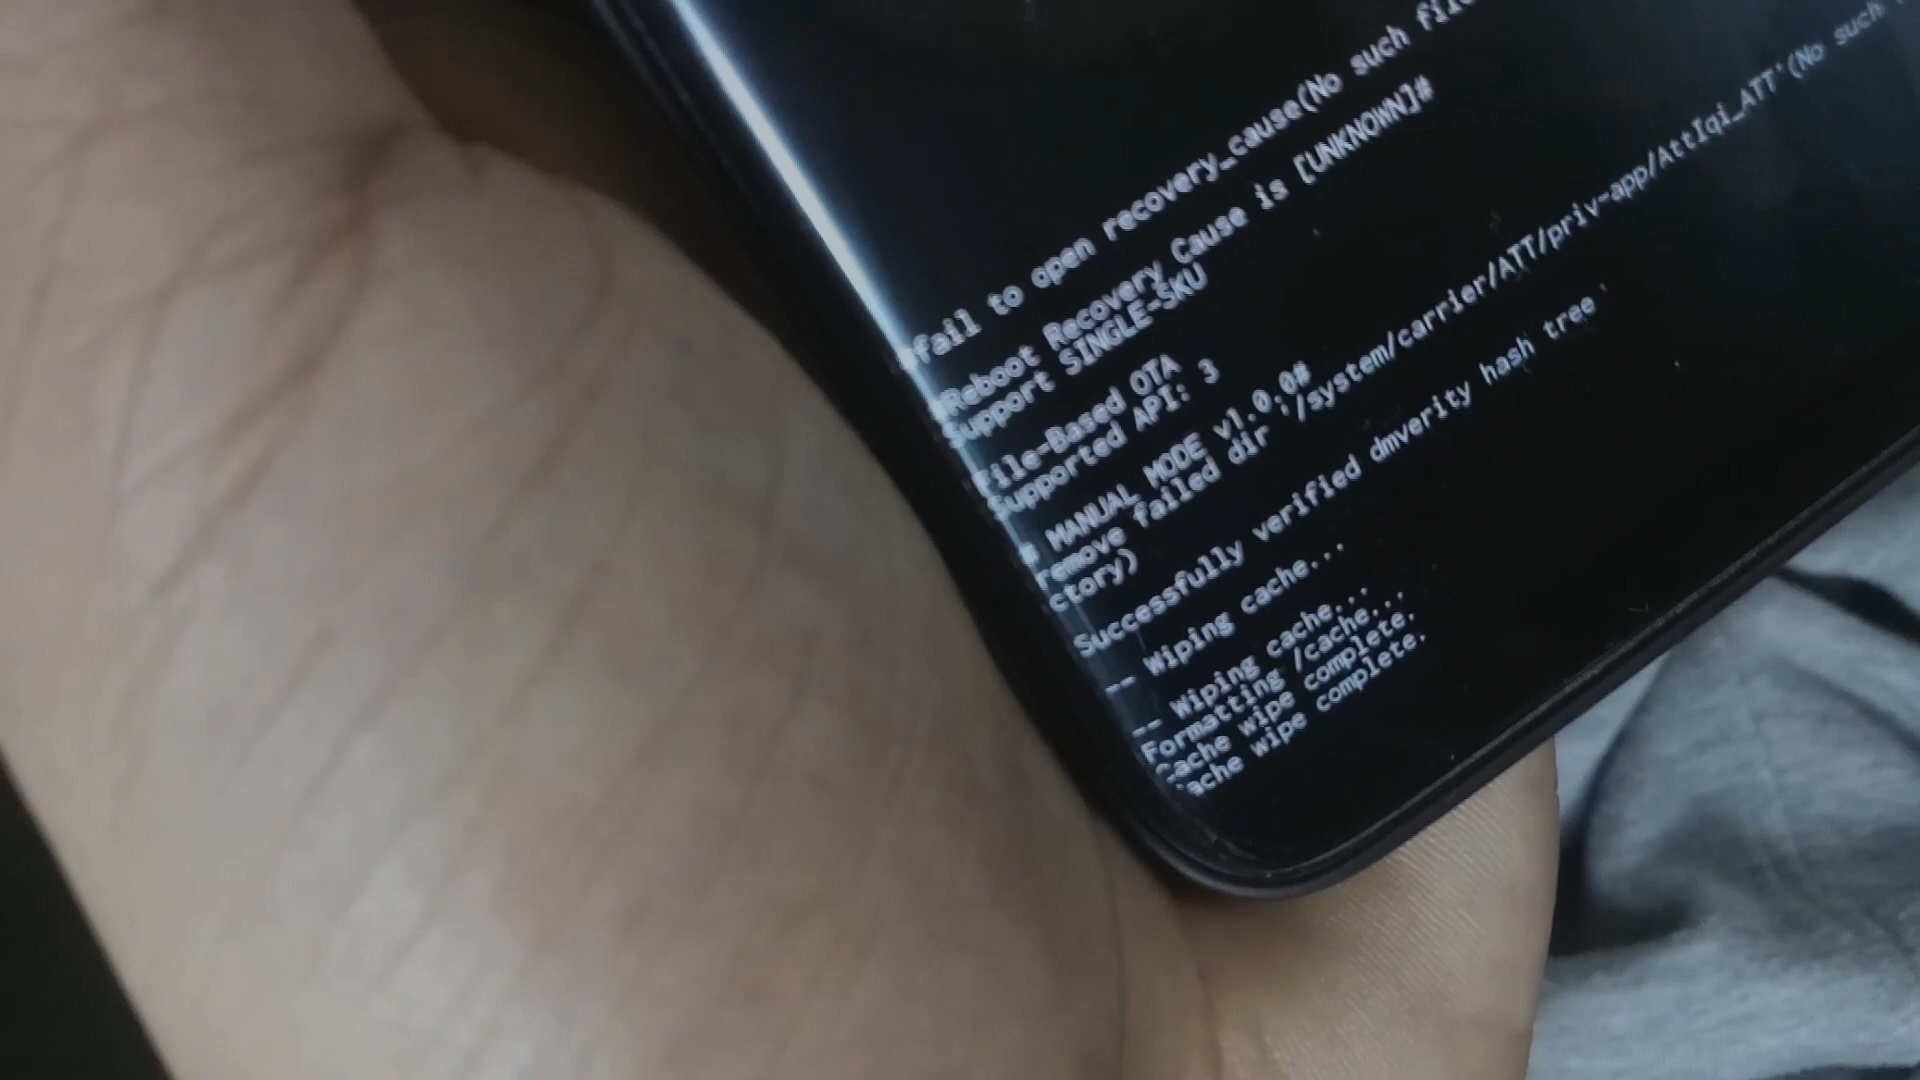 #fail to open recovery_cause(No such file
#Reboot Recovery Cause is [UNKNOWN]#
Support SINGLE-SKU
File-Based OTA
Supported API: 3
# MANUAL MODE v1.0.0#
remove failed dir '/system/carrier/ATT/priv-app/AttIqi_ATT'(No such
ctory)
Successfully verified dmverity hash tree
-- Wiping cache...
-- Wiping cache...
Formatting /cache...
Cache wipe complete.
ache wipe complete.